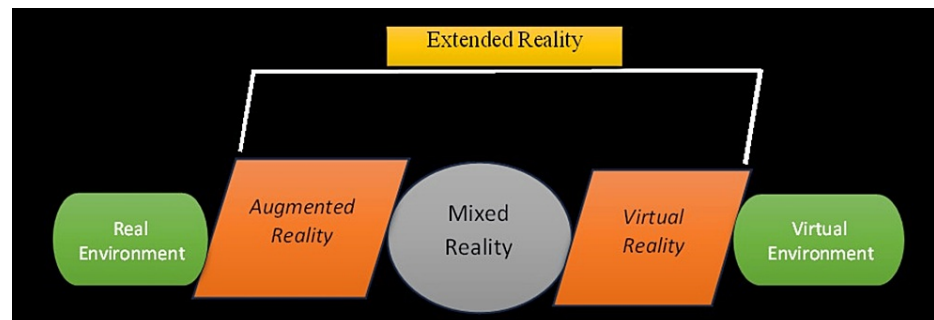 Extended Reality
Real
Environment
Augmented
Reality
Mixed
Reality
Virtual
Reality
Virtual
Environment